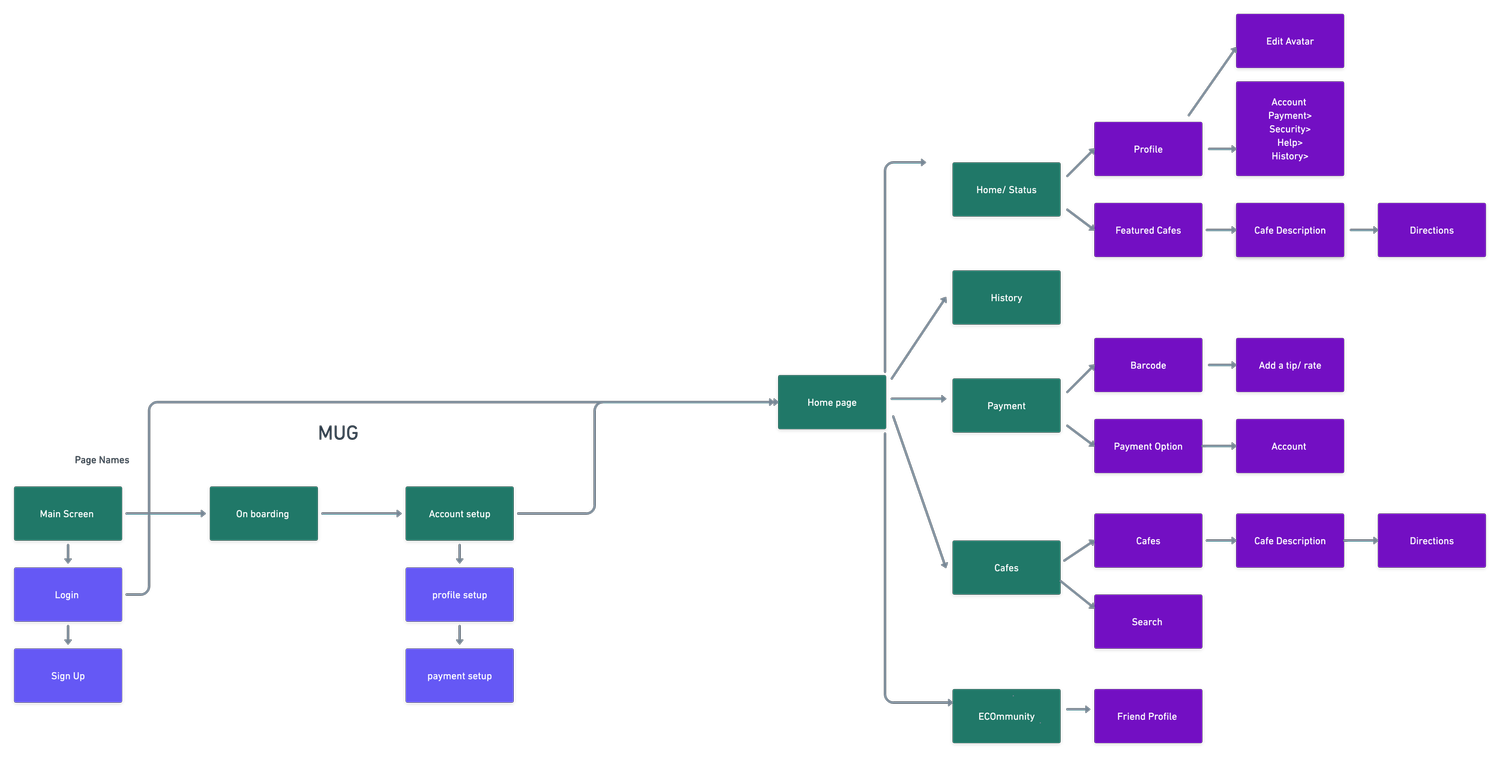 Edit Avatar
Account
Payment>
Security>
Help>
History>
Profile
Home/ Status
Featured Cafes
Cafe Description
Directions
History
Barcode
Add a tip/ rate
Home page
Payment
MUG
Payment Option
Account
Page Names
Main Screen
On boarding
Account setup
Cafes
Cafe Description
Directions
Cafes
Login
profile setup
Search
Sign Up
payment setup
ECOmmunity
Friend Profile